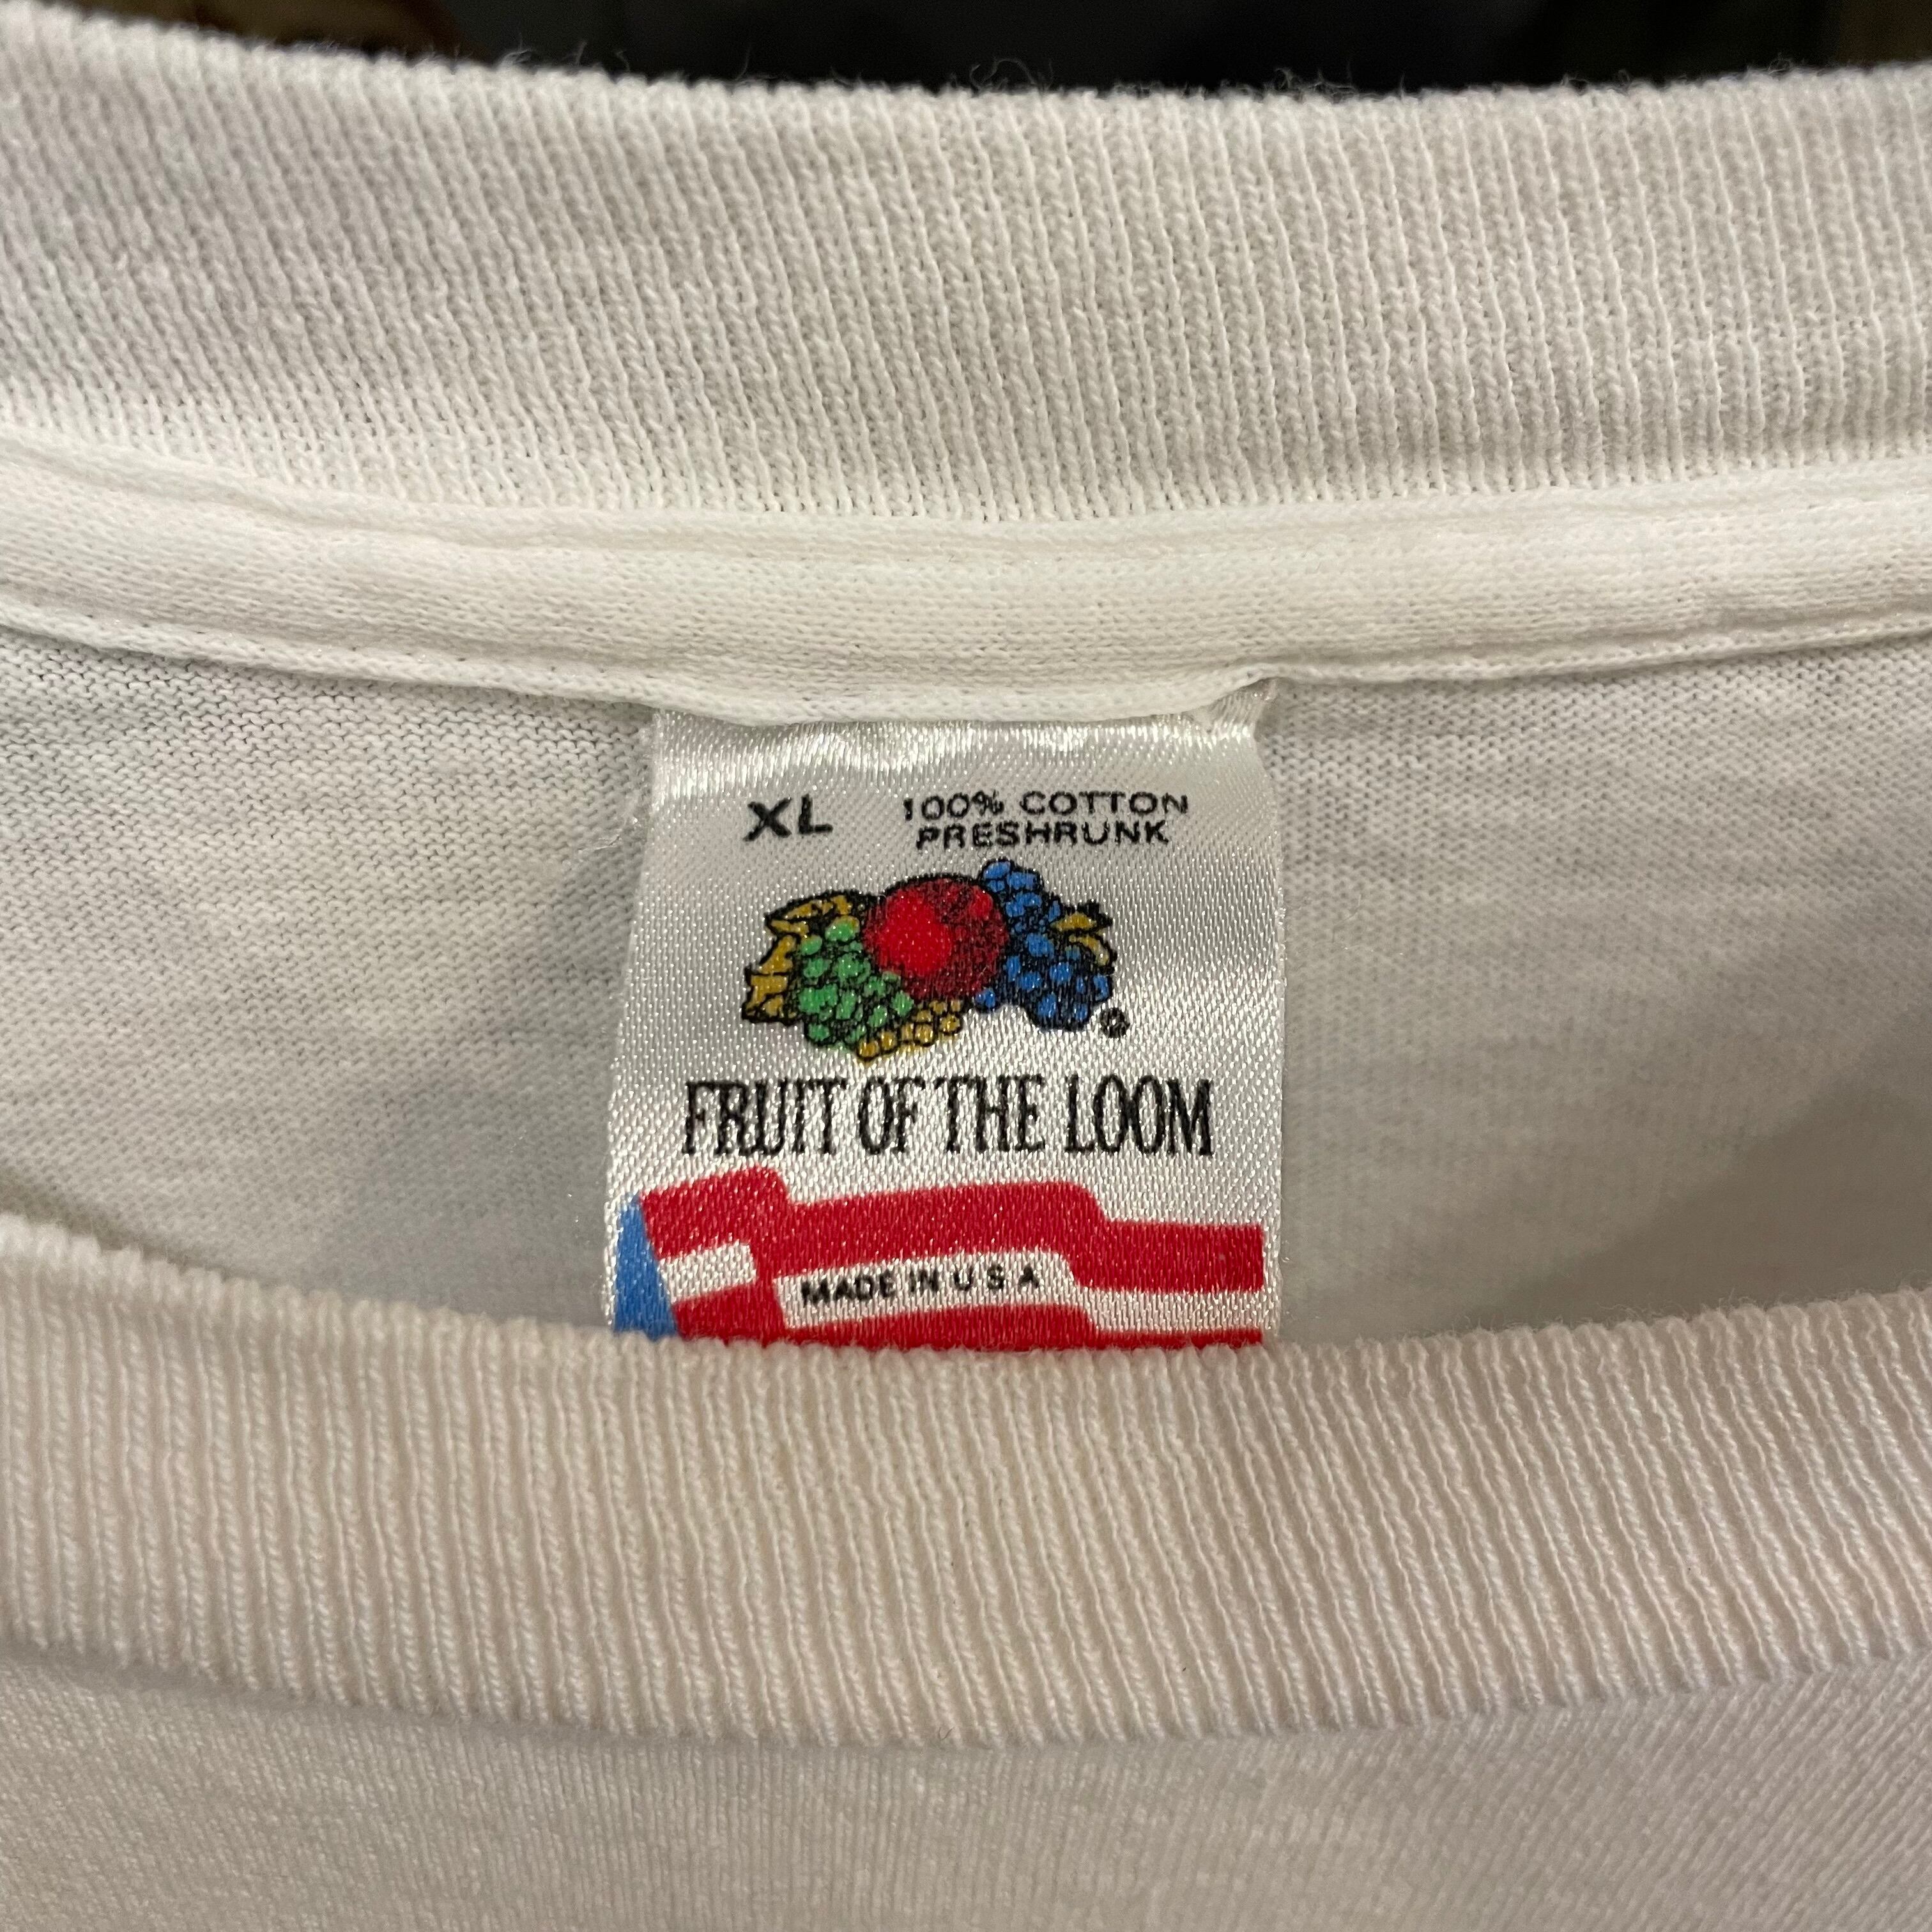 XL
100% COTTON
PRESHRUNK
®
FRUIT OF THE LOOM
MADE IN U S A